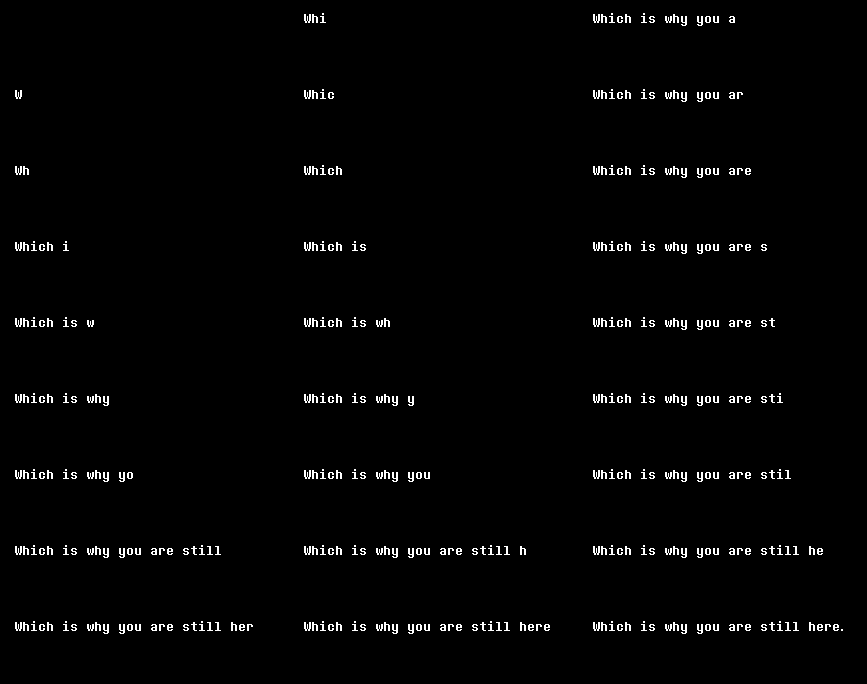 Whi Which is why you a
W Whic Which is why you ar
Wh Which Which is why you are
Which i Which is Which is why you are s
Which is w Which is wh Which is why you are st
Which is why Which is why y Which is why you are sti
Which is why yo Which is why you Which is why you are stil
Which is why you are still Which is why you are still h Which is why you are still he
Which is why you are still her Which is why you are still here Which is why you are still here.